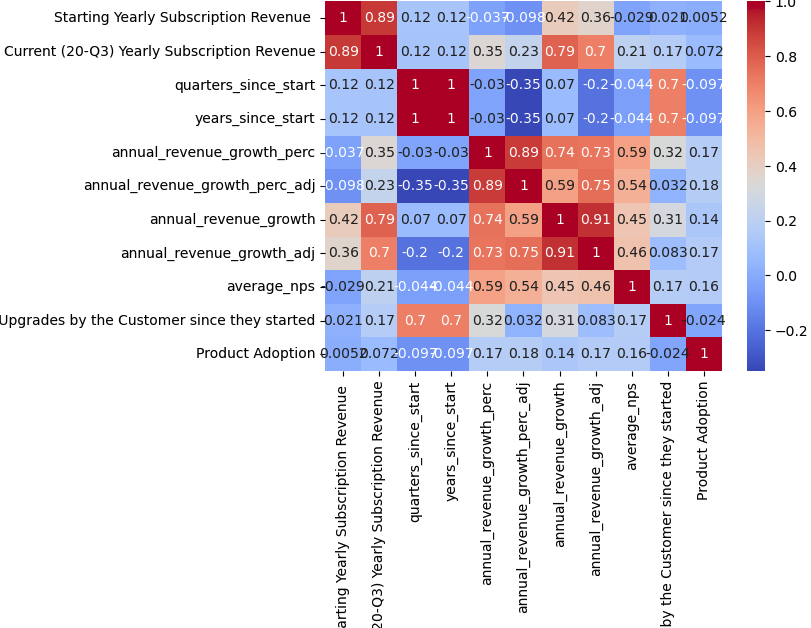 Starting Yearly Subscription Revenue 1 0.89 0.12 0.12 -0.037 -0.098 0.42 0.36 -0.029 0.021 0.0052
Current (20-Q3) Yearly Subscription Revenue 0.89 1 0.12 0.12 0.35 0.23 0.79 0.7 0.21 0.17 0.072
quarters_since_start 0.12 0.12 1 1 -0.03 -0.35 0.07 -0.2 -0.044 0.7 -0.097
years_since_start 0.12 0.12 1 1 -0.03 -0.35 0.07 -0.2 -0.044 0.7 -0.097
annual_revenue_growth_perc -0.037 0.35 -0.03 -0.03 1 0.89 0.74 0.73 0.59 0.32 0.17
annual_revenue_growth_perc_adj -0.098 0.23 -0.35 -0.35 0.89 1 0.59 0.75 0.54 0.032 0.18
annual_revenue_growth 0.42 0.79 0.07 0.07 0.74 0.59 1 0.91 0.45 0.31 0.14
annual_revenue_growth_adj 0.36 0.7 -0.2 -0.2 0.73 0.75 0.91 1 0.46 0.083 0.17
average_nps -0.029 0.21 -0.044 -0.044 0.59 0.54 0.45 0.46 1 0.17 0.16
Upgrades by the Customer since they started 0.021 0.17 0.7 0.7 0.32 0.032 0.31 0.083 0.17 1 -0.024
Product Adoption 0.0052 0.072 -0.097 -0.097 0.17 0.18 0.14 0.17 0.16 -0.024 1
arting Yearly Subscription Revenue
20-Q3) Yearly Subscription Revenue
quarters_since_start
years_since_start
annual_revenue_growth_perc
annual_revenue_growth_perc_adj
annual_revenue_growth
annual_revenue_growth_adj
average_nps
by the Customer since they started
Product Adoption
1.0
0.8
0.6
0.4
0.2
0.0
−0.2